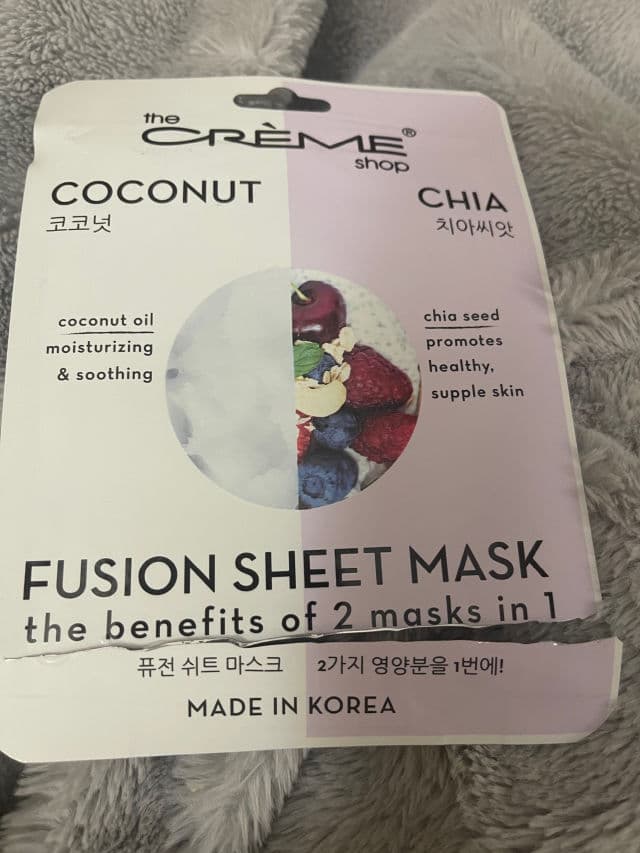 the
CRÈME®
shop
COCONUT
코코넛
CHIA
치아씨앗
coconut oil
moisturizing
& soothing
chia seed
promotes
healthy,
supple skin
FUSION SHEET MASK
the benefits of 2 masks in 1
퓨전 쉬트 마스크 2가지 영양분을 1번에!
MADE IN KOREA